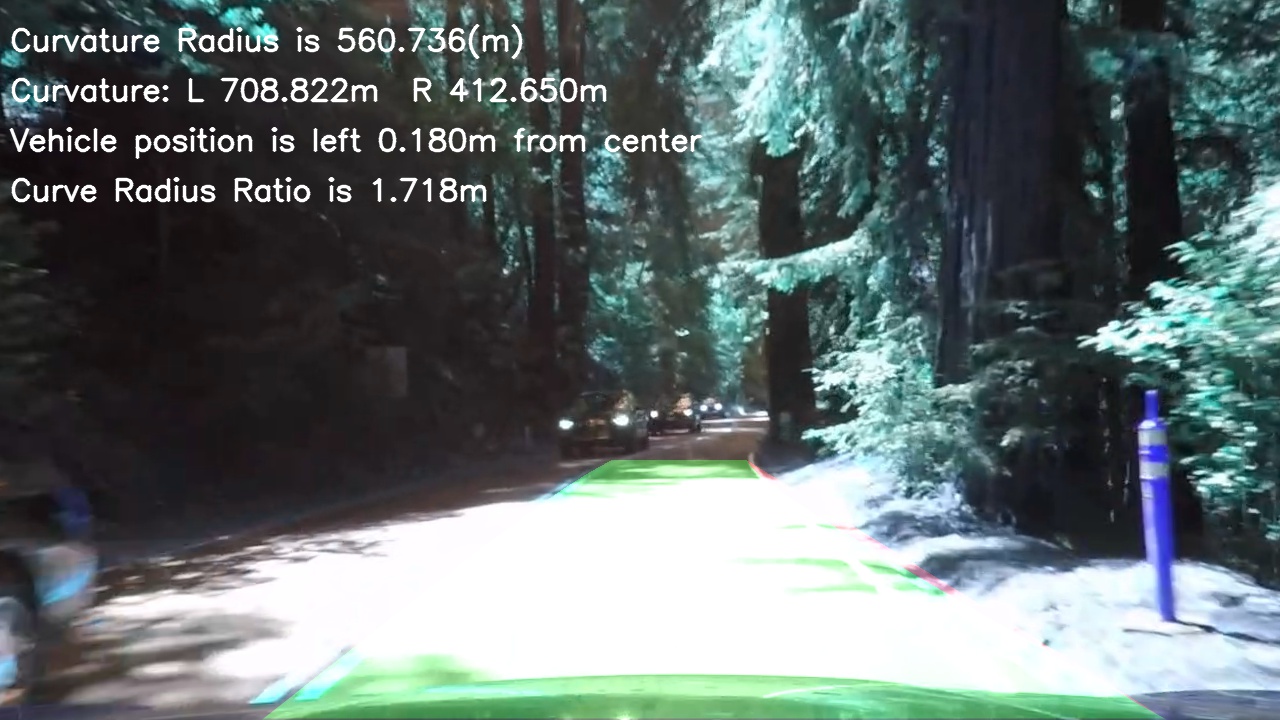 Curvature Radius is 560.736(m)
Curvature: L 708.822m R 412.650m
Vehicle position is left 0.180m from center
Curve Radius Ratio is 1.718m